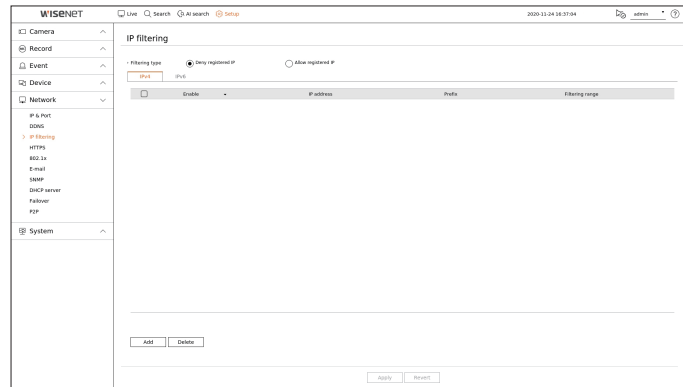 WISENET
Live Search AI search Setup
2020-11-24 16:37:04
admin
?
Camera
Record
Event
Device
Network
IP & Port
DDNS
> IP filtering
HTTPS
802.1x
E-mail
SNMP
DHCP server
Failover
P2P
System
IP filtering
Filtering type Deny registered IP Allow registered IP
IPv4 IPv6
Enable IP address Prefix Filtering range
Add Delete
Apply Revert